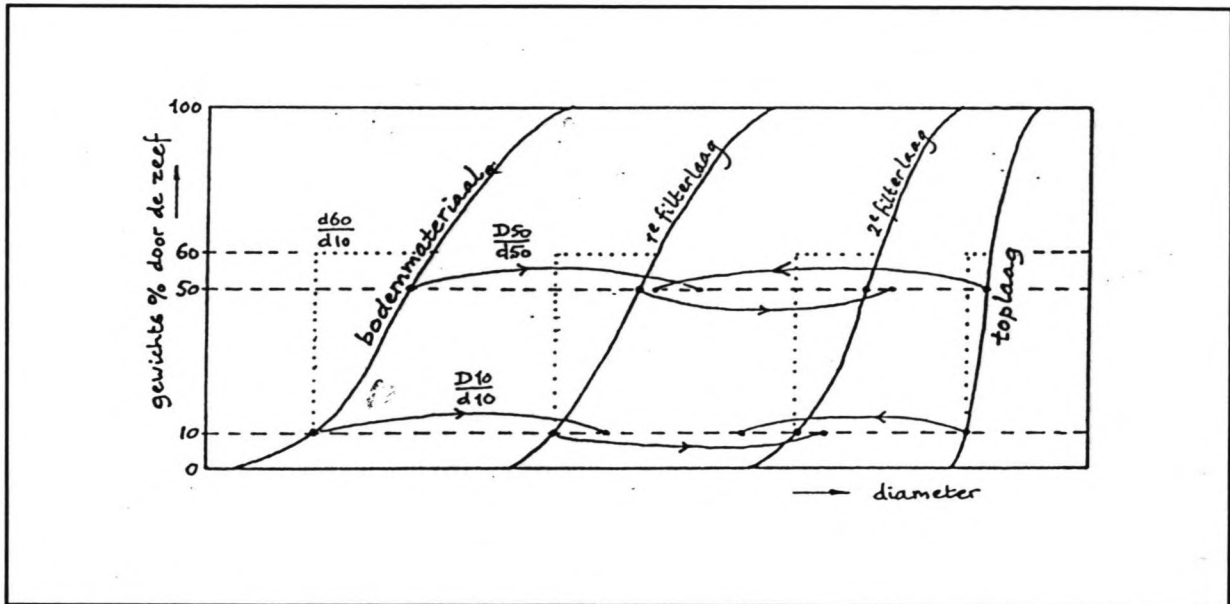 gewichts % door de zeef
100
60
50
10
0
d60
d10
bodemmateriaal
D50
d50
D10
d10
1e filterlaag
2e filterlaag
toplaag
diameter